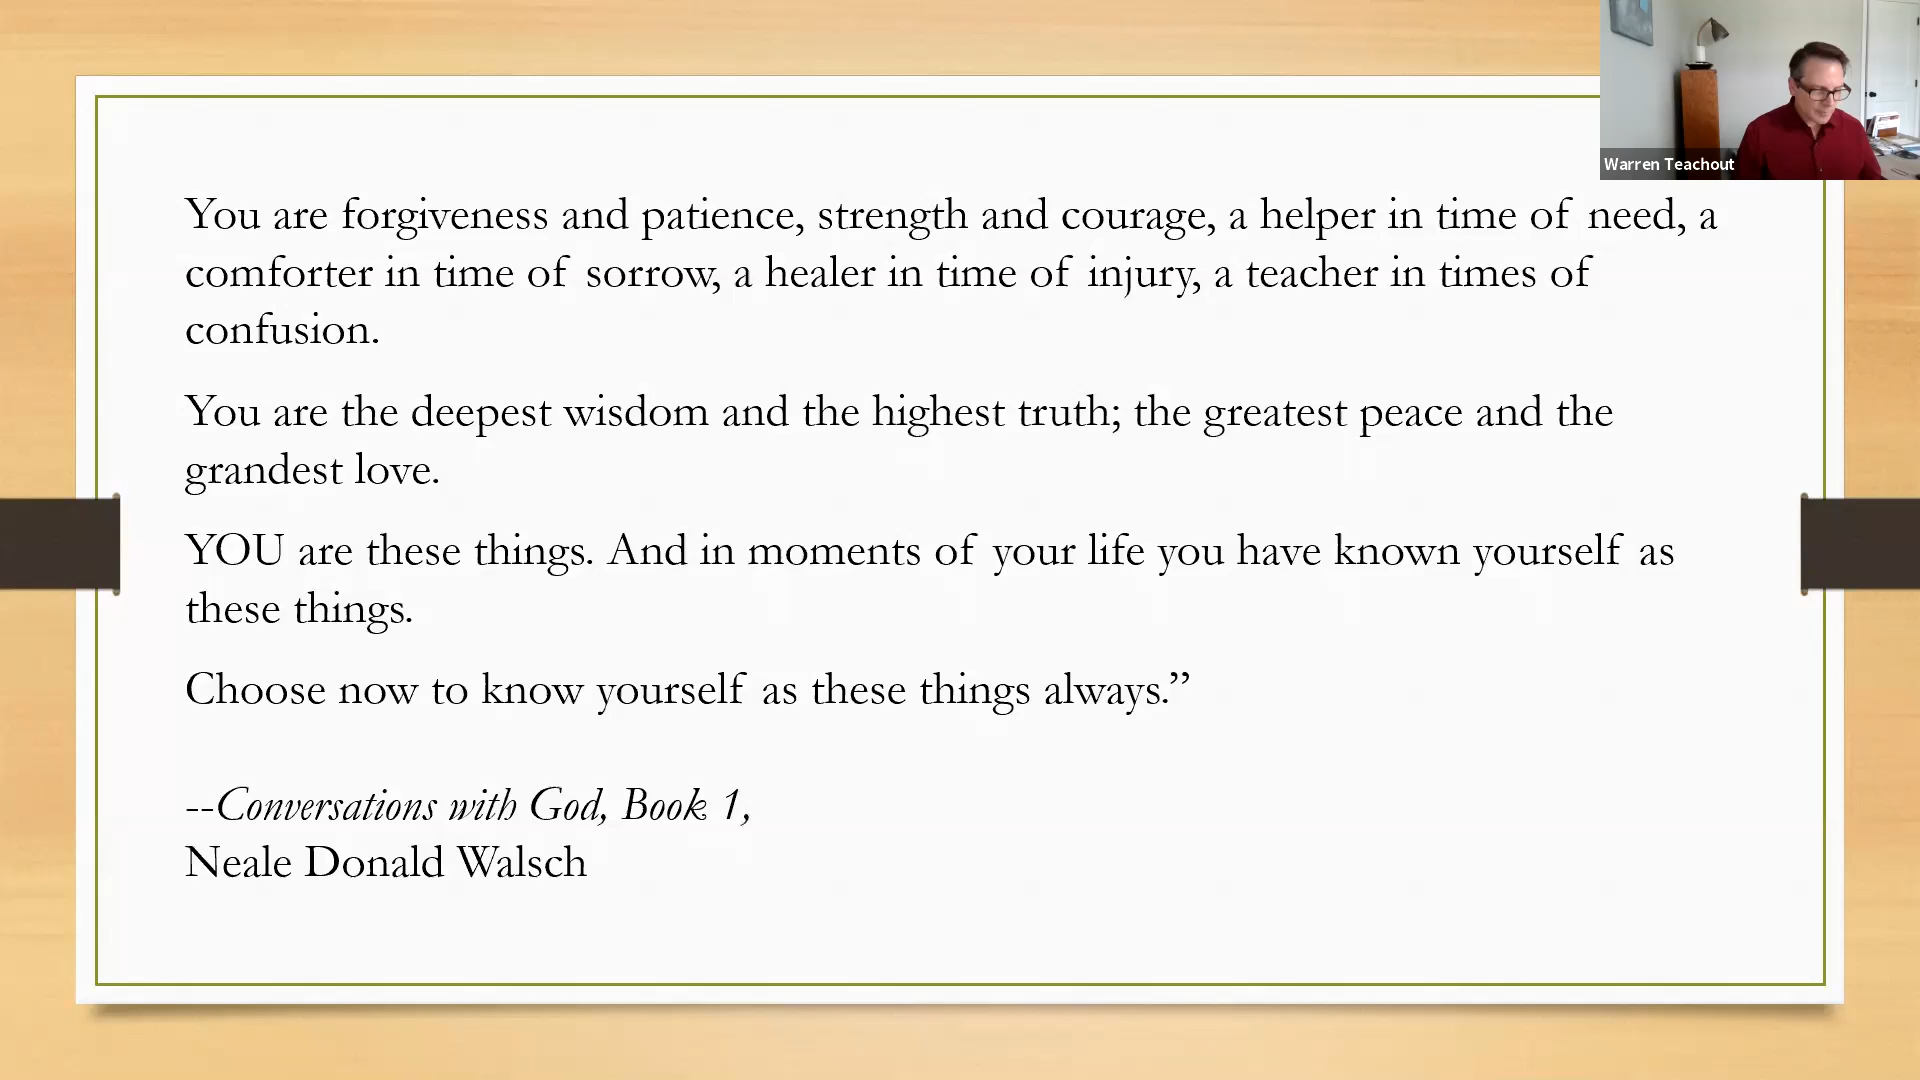 Warren Teachout
You are forgiveness and patience, strength and courage, a helper in time of need, a
comforter in time of sorrow, a healer in time of injury, a teacher in times of
confusion.
You are the deepest wisdom and the highest truth; the greatest peace and the
grandest love.
YOU are these things. And in moments of your life you have known yourself as
these things.
Choose now to know yourself as these things always.”
--Conversations with God, Book 1,
Neale Donald Walsch